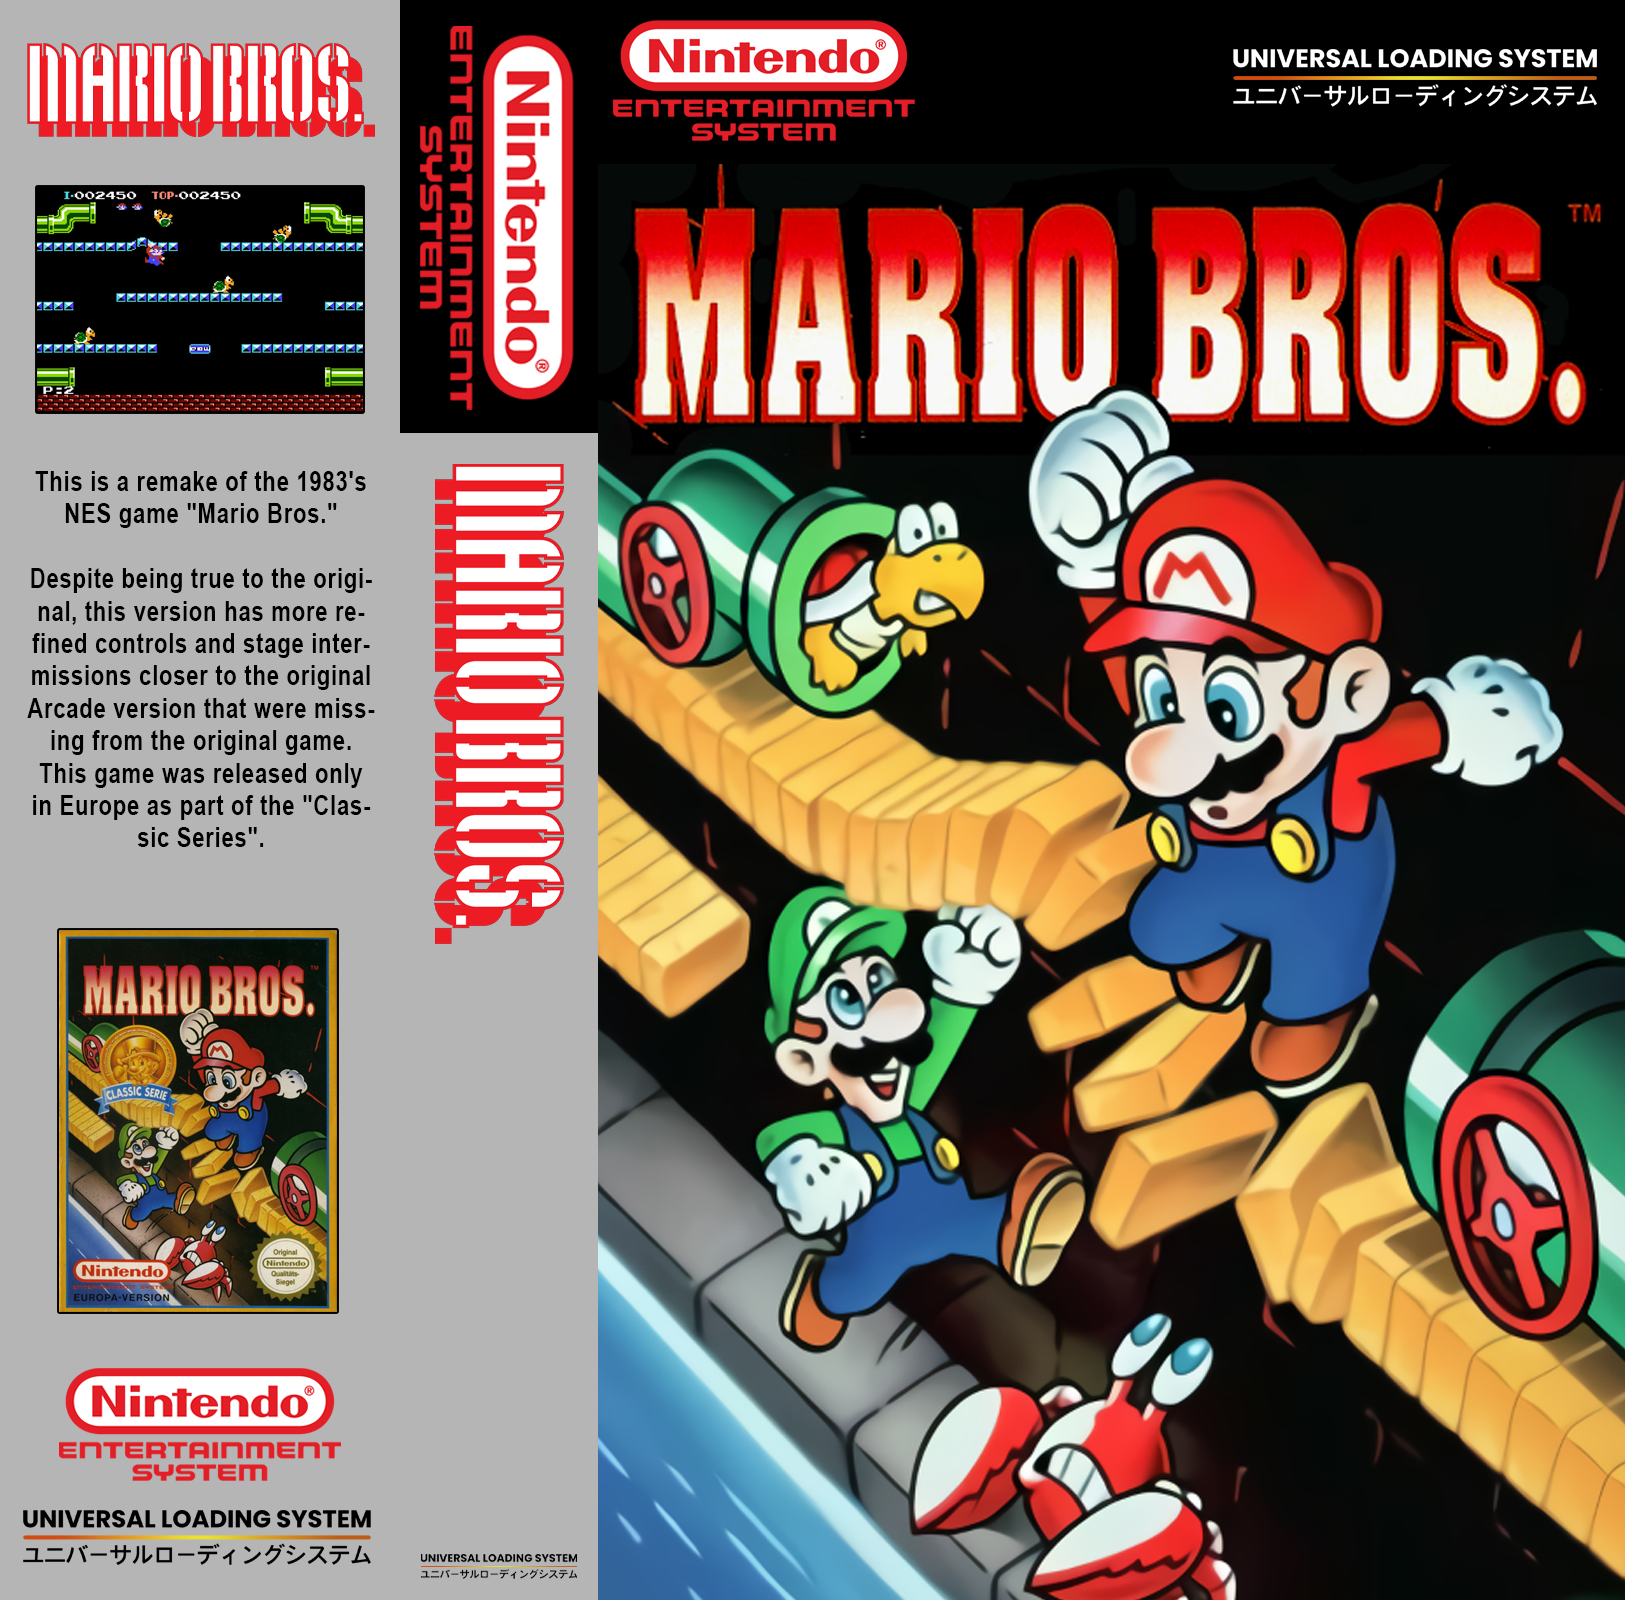 MARIO BROS.
I-002450 TOP-002450
POW
P=2
This is a remake of the 1983's
NES game "Mario Bros."
Despite being true to the origi-
nal, this version has more re-
fined controls and stage inter-
missions closer to the original
Arcade version that were miss-
ing from the original game.
This game was released only
in Europe as part of the "Clas-
sic Series".
MARIO BROS.
TM
CLASSIC SERIE
Original
Nintendo
Qualitäts-
Siegel
Nintendo
ENTERTAINMENT SYSTEM
EUROPA-VERSION
Nintendo®
ENTERTAINMENT
SYSTEM
UNIVERSAL LOADING SYSTEM
ユニバーサルローディングシステム
Nintendo®
ENTERTAINMENT
SYSTEM
MARIO BROS.
UNIVERSAL LOADING SYSTEM
ユニバーサルローディングシステム
Nintendo®
ENTERTAINMENT
SYSTEM
UNIVERSAL LOADING SYSTEM
ユニバーサルローディングシステム
MARIO BROS.™
M